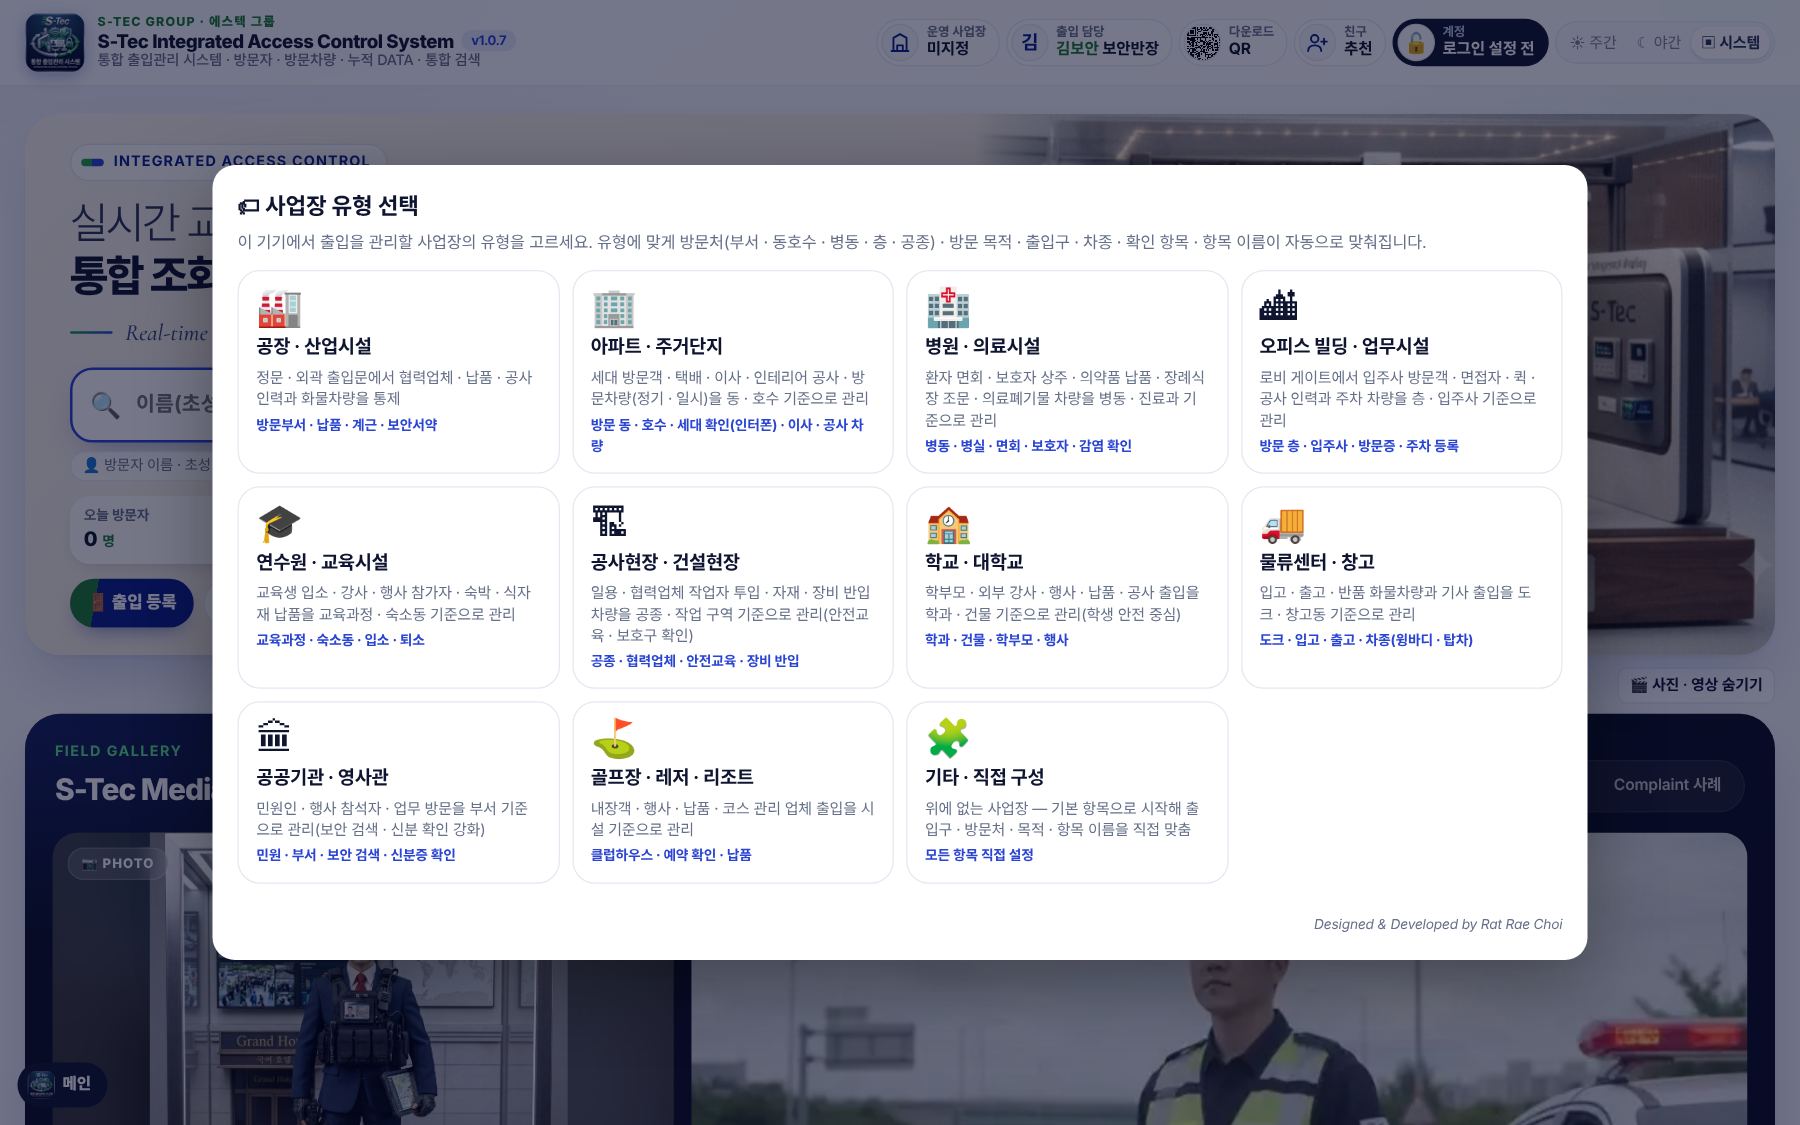 S-TEC GROUP · 에스텍 그룹
S-Tec Integrated Access Control System v1.0.7
통합 출입관리 시스템 · 방문자 · 방문차량 · 누적 DATA · 통합 검색
운영 사업장
미지정
김
출입 담당
김보안 보안반장
다운로드
QR
친구
추천
계정
로그인 설정 전
주간
야간
시스템
INTEGRATED ACCESS CONTROL
실시간
통합 조회
Real-time
이름(초성
방문자 이름 · 초성
오늘 방문자
0 명
출입 등록
S-Tec
사업장 유형 선택
이 기기에서 출입을 관리할 사업장의 유형을 고르세요. 유형에 맞게 방문처(부서 · 동호수 · 병동 · 층 · 공종) · 방문 목적 · 출입구 · 차종 · 확인 항목 · 항목 이름이 자동으로 맞춰집니다.
공장 · 산업시설
정문 · 외곽 출입문에서 협력업체 · 납품 · 공사
인력과 화물차량을 통제
방문부서 · 납품 · 계근 · 보안서약
아파트 · 주거단지
세대 방문객 · 택배 · 이사 · 인테리어 공사 · 방
문차량(정기 · 일시)을 동 · 호수 기준으로 관리
방문 동 · 호수 · 세대 확인(인터폰) · 이사 · 공사 차
량
병원 · 의료시설
환자 면회 · 보호자 상주 · 의약품 납품 · 장례식
장 조문 · 의료폐기물 차량을 병동 · 진료과 기
준으로 관리
병동 · 병실 · 면회 · 보호자 · 감염 확인
오피스 빌딩 · 업무시설
로비 게이트에서 입주사 방문객 · 면접자 · 퀵 ·
공사 인력과 주차 차량을 층 · 입주사 기준으로
관리
방문 층 · 입주사 · 방문증 · 주차 등록
연수원 · 교육시설
교육생 입소 · 강사 · 행사 참가자 · 숙박 · 식자
재 납품을 교육과정 · 숙소동 기준으로 관리
교육과정 · 숙소동 · 입소 · 퇴소
공사현장 · 건설현장
일용 · 협력업체 작업자 투입 · 자재 · 장비 반입
차량을 공종 · 작업 구역 기준으로 관리(안전교
육 · 보호구 확인)
공종 · 협력업체 · 안전교육 · 장비 반입
학교 · 대학교
학부모 · 외부 강사 · 행사 · 납품 · 공사 출입을
학과 · 건물 기준으로 관리(학생 안전 중심)
학과 · 건물 · 학부모 · 행사
물류센터 · 창고
입고 · 출고 · 반품 화물차량과 기사 출입을 도
크 · 창고동 기준으로 관리
도크 · 입고 · 출고 · 차종(윙바디 · 탑차)
공공기관 · 영사관
민원인 · 행사 참석자 · 업무 방문을 부서 기준
으로 관리(보안 검색 · 신분 확인 강화)
민원 · 부서 · 보안 검색 · 신분증 확인
골프장 · 레저 · 리조트
내장객 · 행사 · 납품 · 코스 관리 업체 출입을 시
설 기준으로 관리
클럽하우스 · 예약 확인 · 납품
기타 · 직접 구성
위에 없는 사업장 — 기본 항목으로 시작해 출
입구 · 방문처 · 목적 · 항목 이름을 직접 맞춤
모든 항목 직접 설정
Designed & Developed by Rat Rae Choi
사진 · 영상 숨기기
FIELD GALLERY
S-Tec Media
Complaint 사례
PHOTO
메인